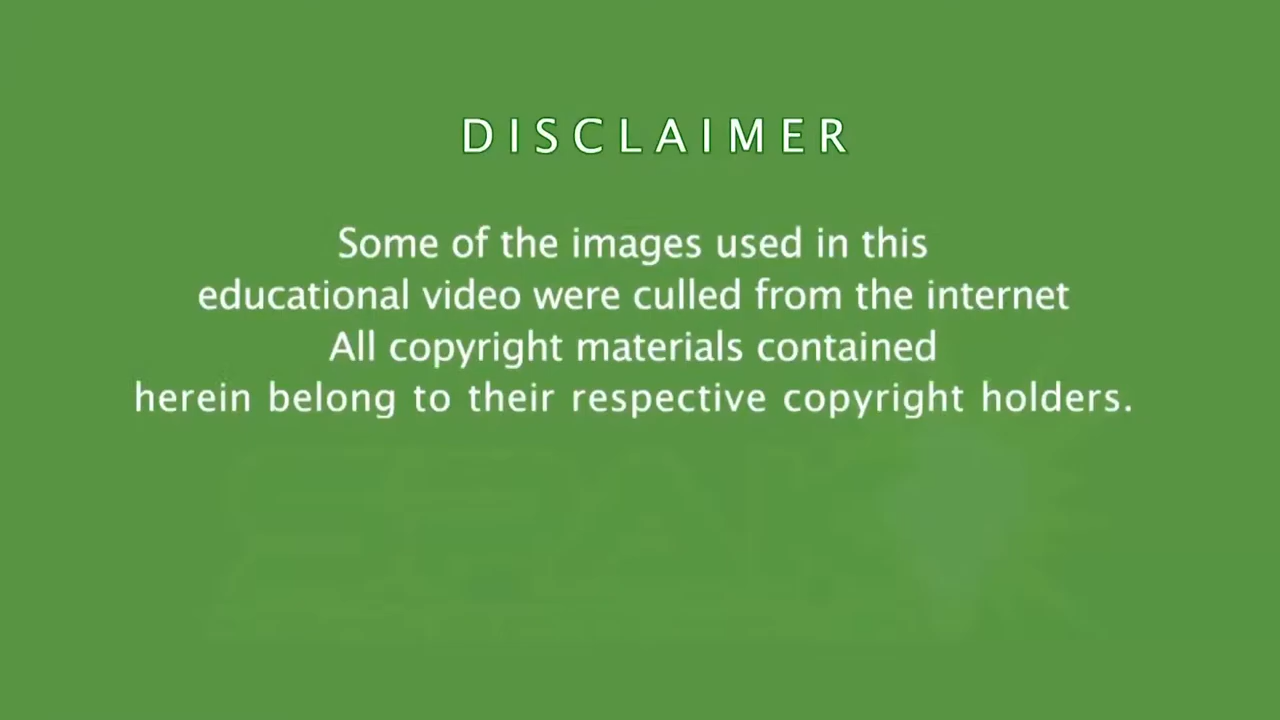 DISCLAIMER
Some of the images used in this
educational video were culled from the internet
All copyright materials contained
herein belong to their respective copyright holders.